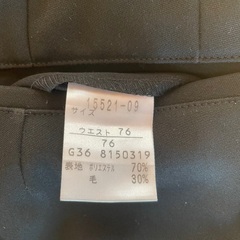 15521-09
サイズ
ウエスト 76
76
G36 8150319
表地 ポリエステル 70%
毛 30%